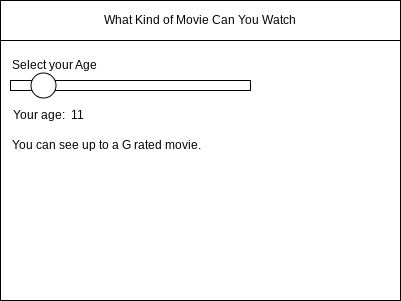 What Kind of Movie Can You Watch
Select your Age
Your age: 11
You can see up to a G rated movie.